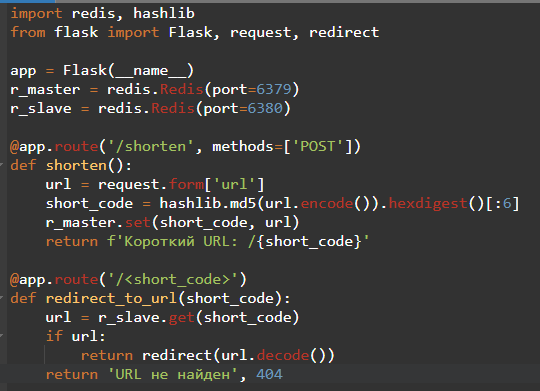 import redis, hashlib
from flask import Flask, request, redirect

app = Flask(__name__)
r_master = redis.Redis(port=6379)
r_slave = redis.Redis(port=6380)

@app.route('/shorten', methods=['POST'])
def shorten():
    url = request.form['url']
    short_code = hashlib.md5(url.encode()).hexdigest()[:6]
    r_master.set(short_code, url)
    return f'Короткий URL: /{short_code}'

@app.route('/<short_code>')
def redirect_to_url(short_code):
    url = r_slave.get(short_code)
    if url:
        return redirect(url.decode())
    return 'URL не найден', 404